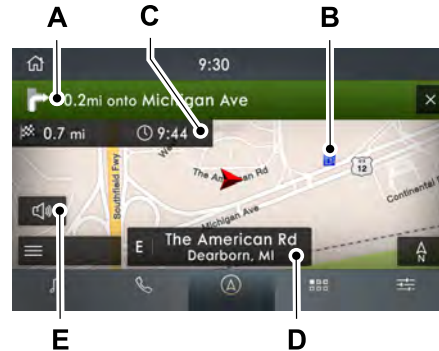 A
C
B
9:30
0.2mi onto Michigan Ave
0.7 mi
9:44
The American Rd
US
12
Southfield Fwy
Continental
Michigan Ave
E
The American Rd
Dearborn, MI
N
E
D